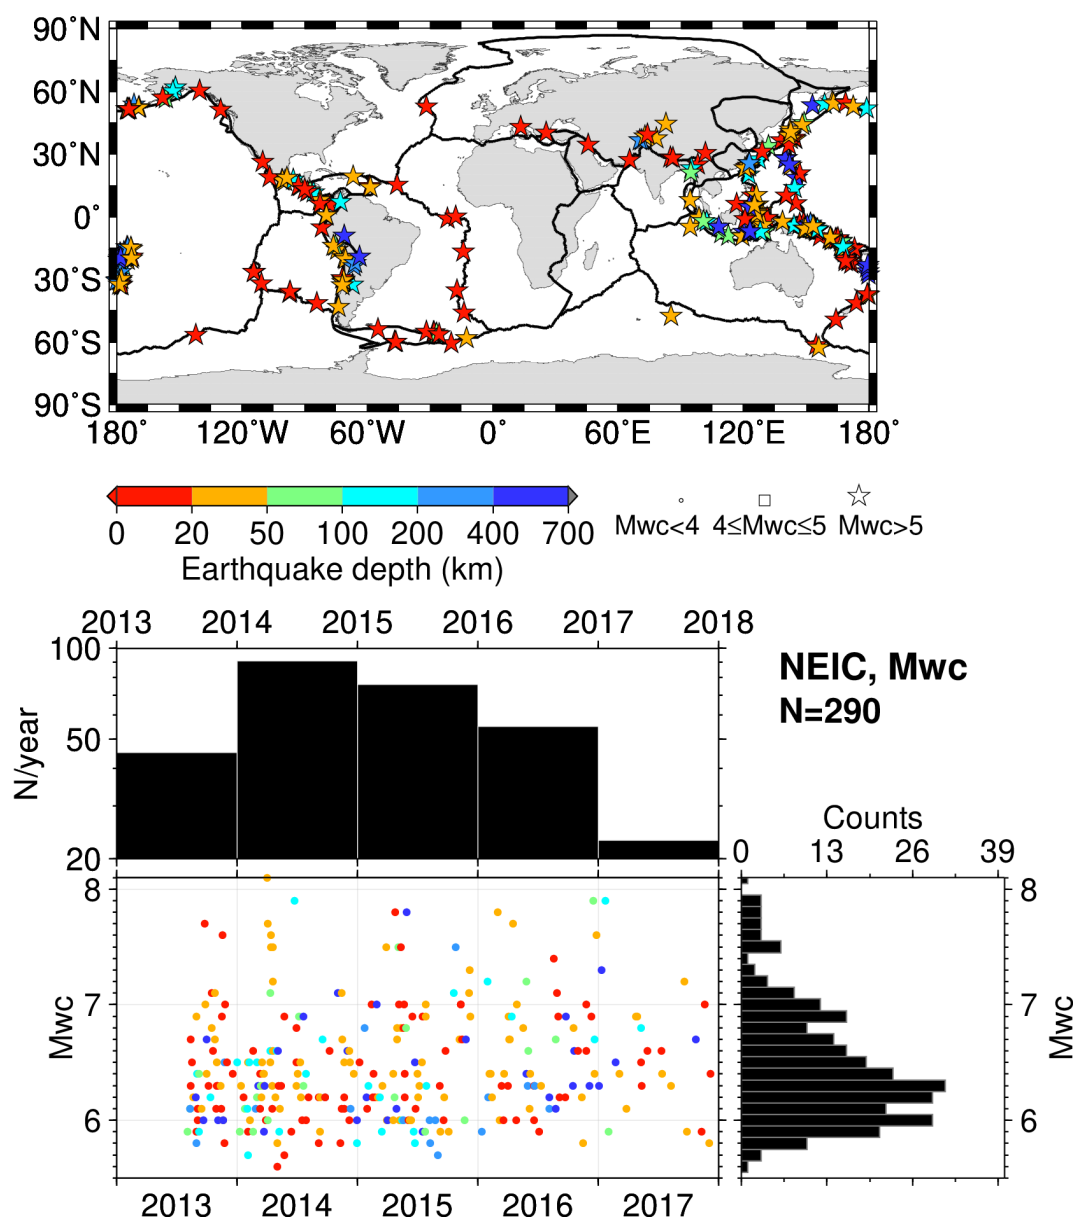 90˚N
60˚N
30˚N
0˚
30˚S
60˚S
90˚S
180˚ 120˚W 60˚W 0˚ 60˚E 120˚E 180˚
0 20 50 100 200 400 700
Earthquake depth (km)
Mwc<4 4≤Mwc≤5 Mwc>5
2013 2014 2015 2016 2017 2018
100
50
20
N/year
NEIC, Mwc
N=290
Counts
0 13 26 39
8
7
6
Mwc
8
7
6
Mwc
2013 2014 2015 2016 2017